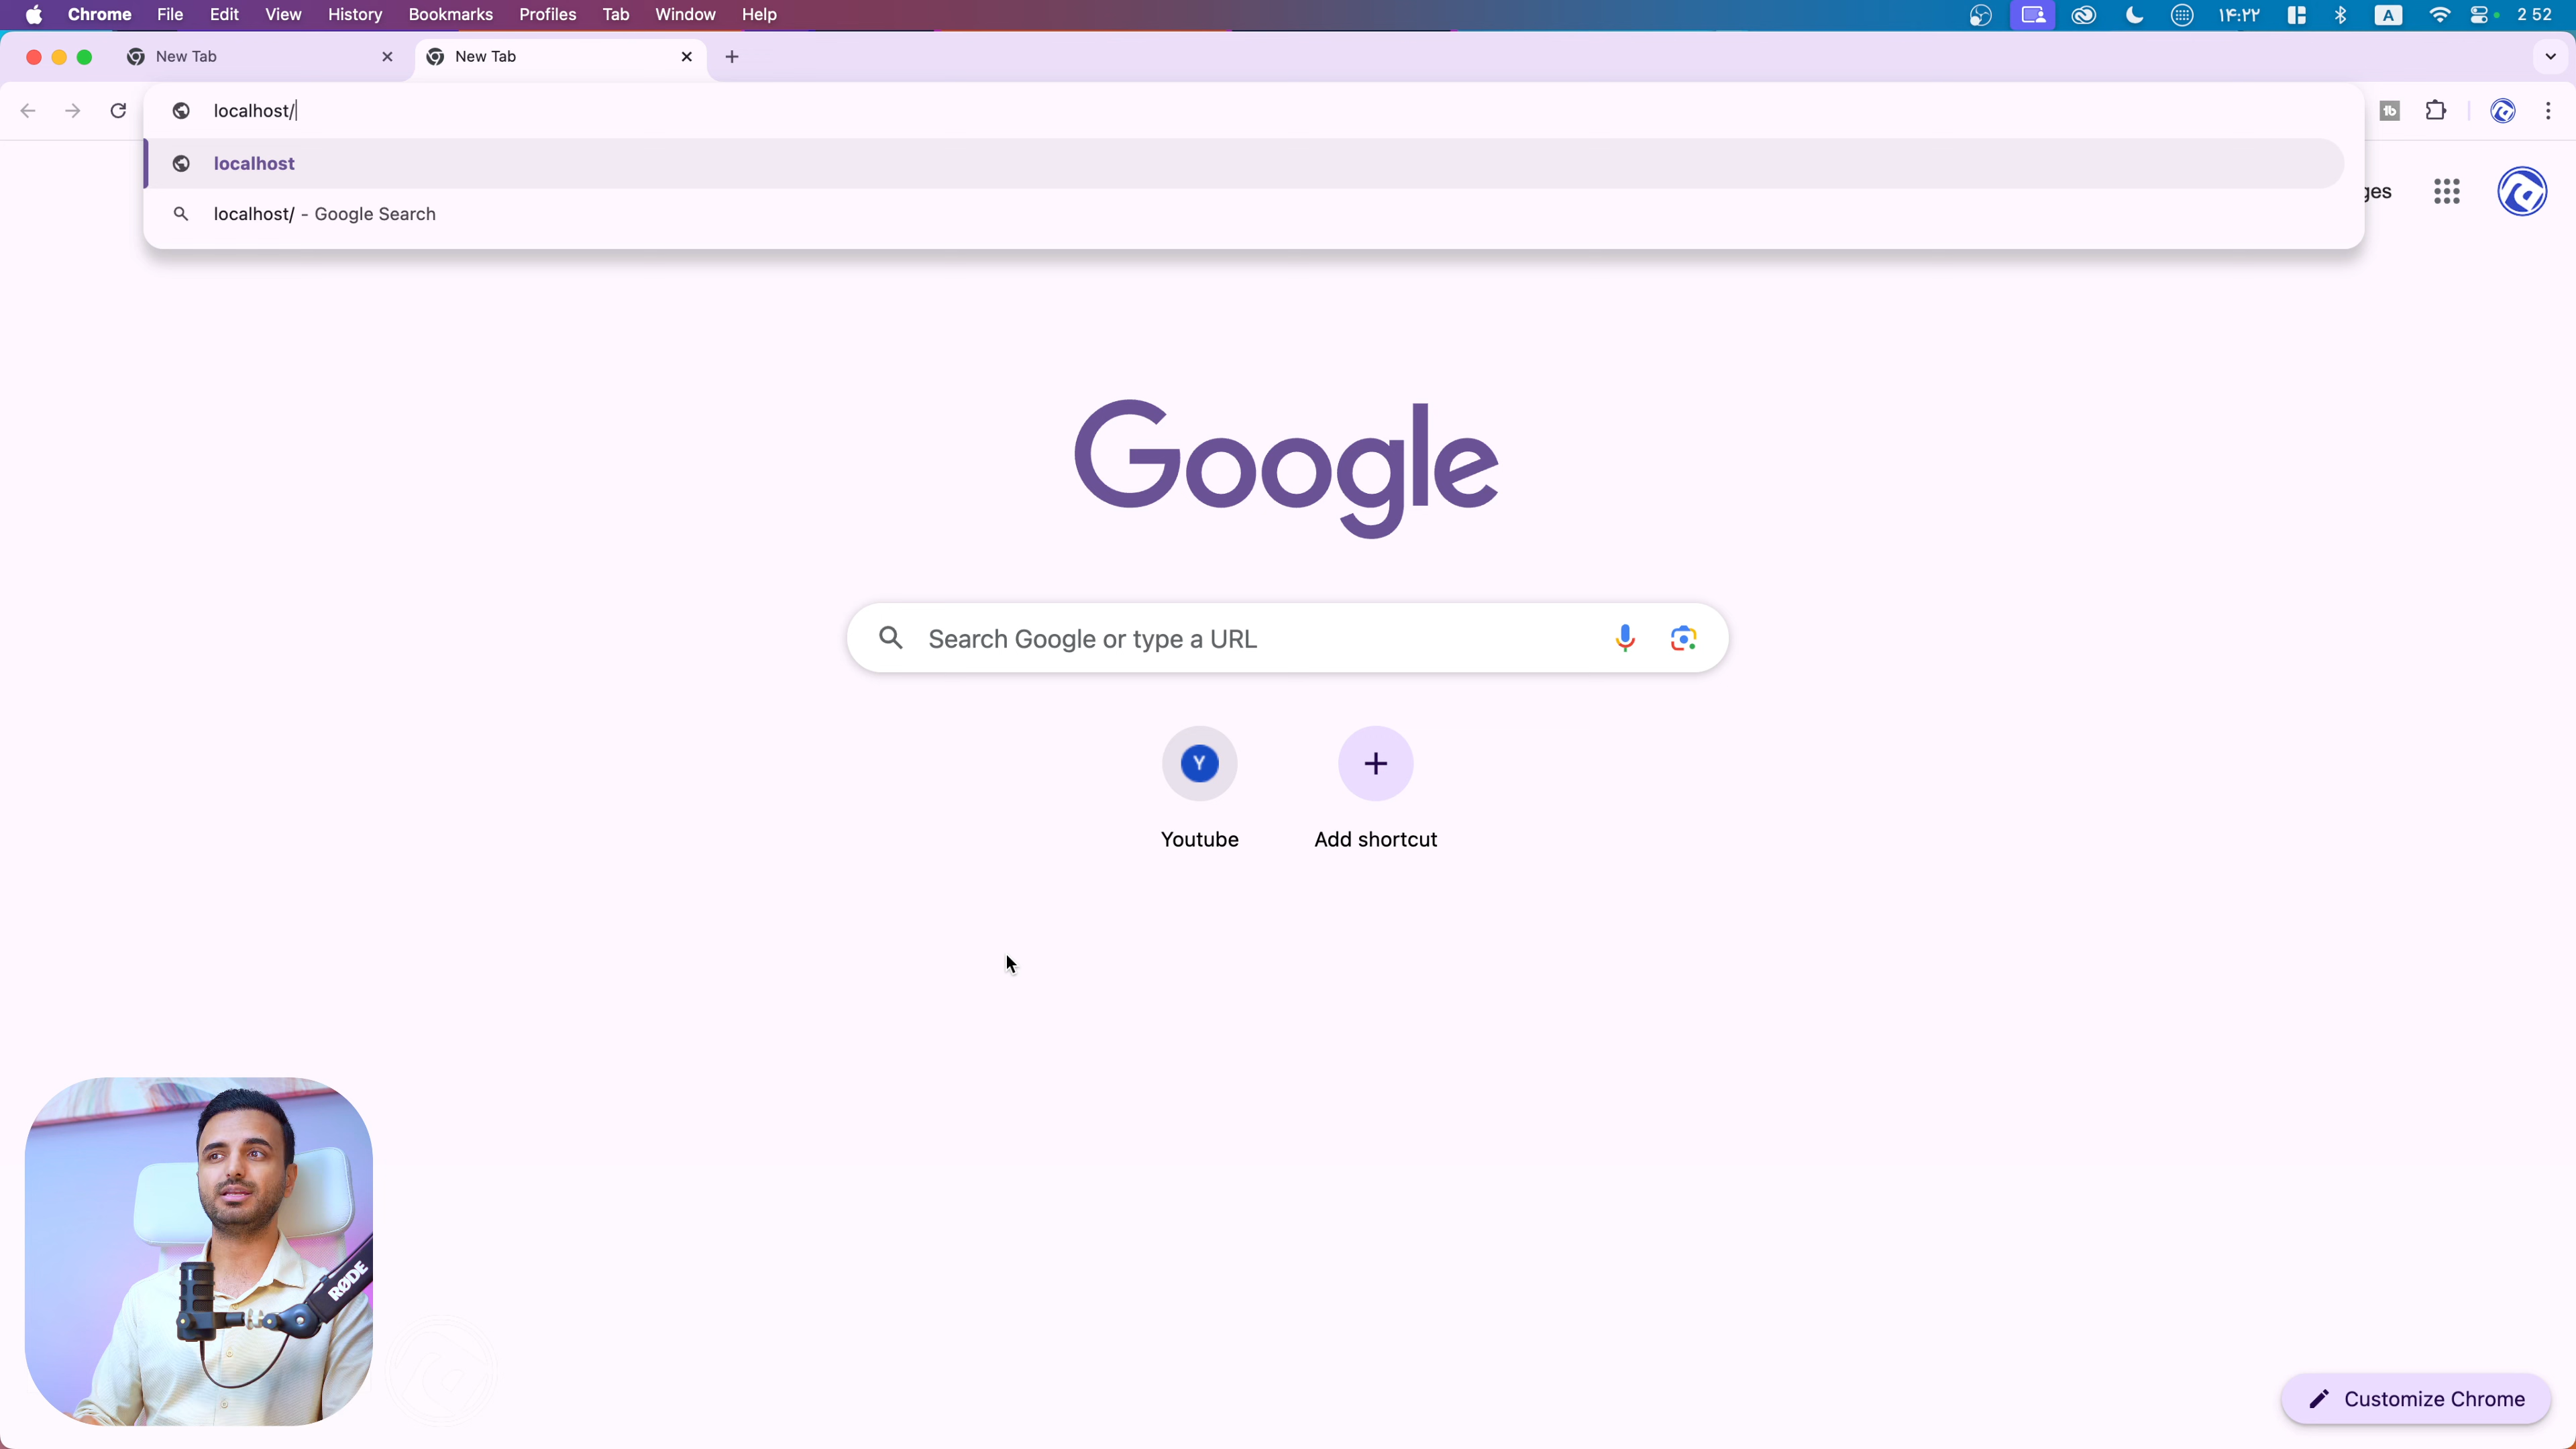 Chrome File Edit View History Bookmarks Profiles Tab Window Help ۱۴:۲۲ A 2 52
New Tab New Tab
localhost/ tb
localhost
ges
localhost/ - Google Search
Google
Search Google or type a URL
Y
Youtube Add shortcut
RØDE
Customize Chrome